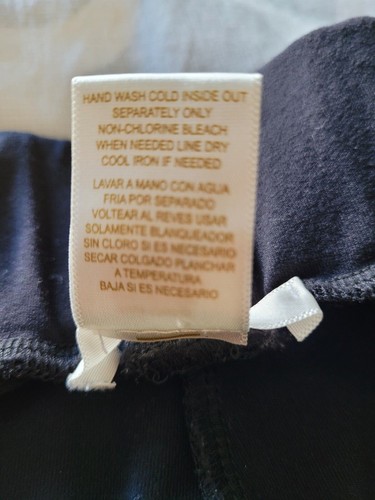 HAND WASH COLD INSIDE OUT
SEPARATELY ONLY
NON-CHLORINE BLEACH
WHEN NEEDED LINE DRY
COOL IRON IF NEEDED
LAVAR A MANO CON AGUA
FRIA POR SEPARADO
VOLTEAR AL REVES USAR
SOLAMENTE BLANQUEADOR
SIN CLORO SI ES NECESARIO
SECAR COLGADO PLANCHAR
A TEMPERATURA
BAJA SI ES NECESARIO